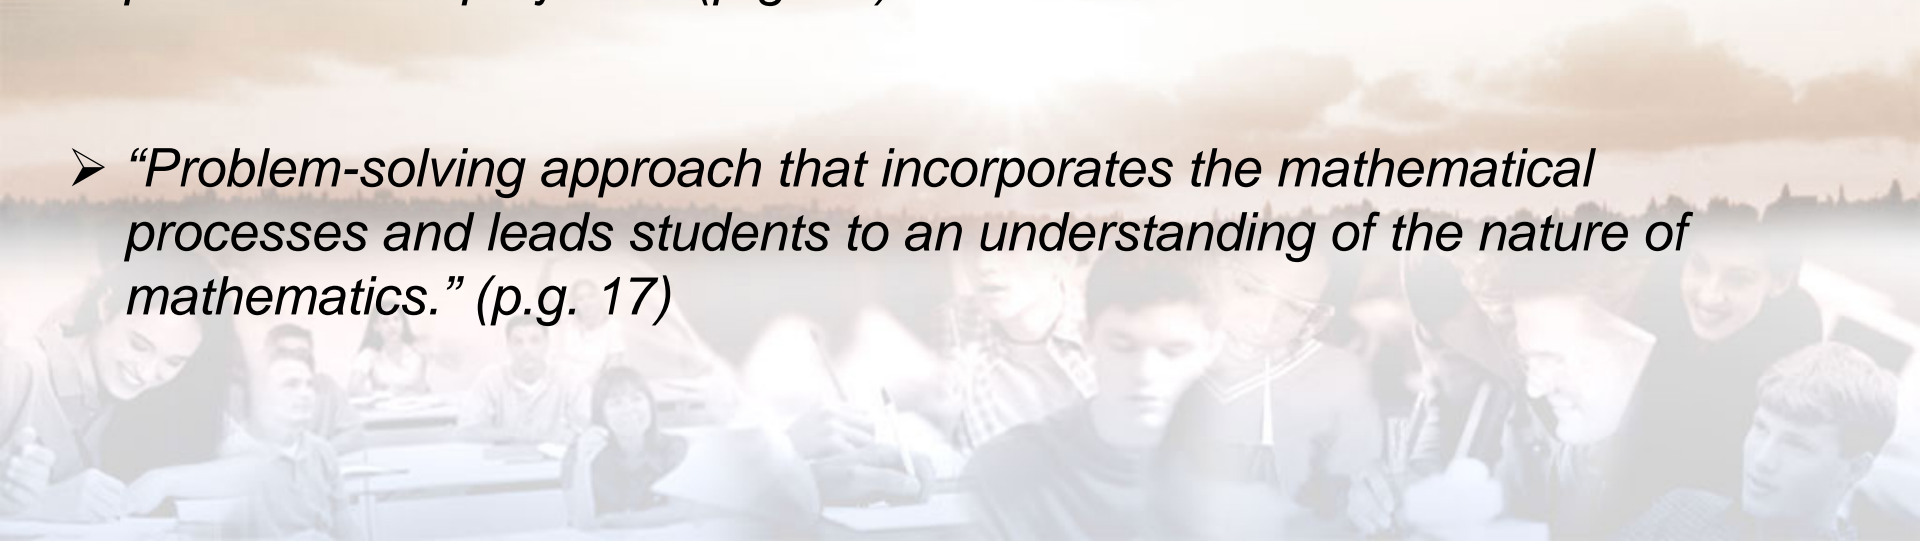 ➢ “Problem-solving approach that incorporates the mathematical
processes and leads students to an understanding of the nature of
mathematics.” (p.g. 17)